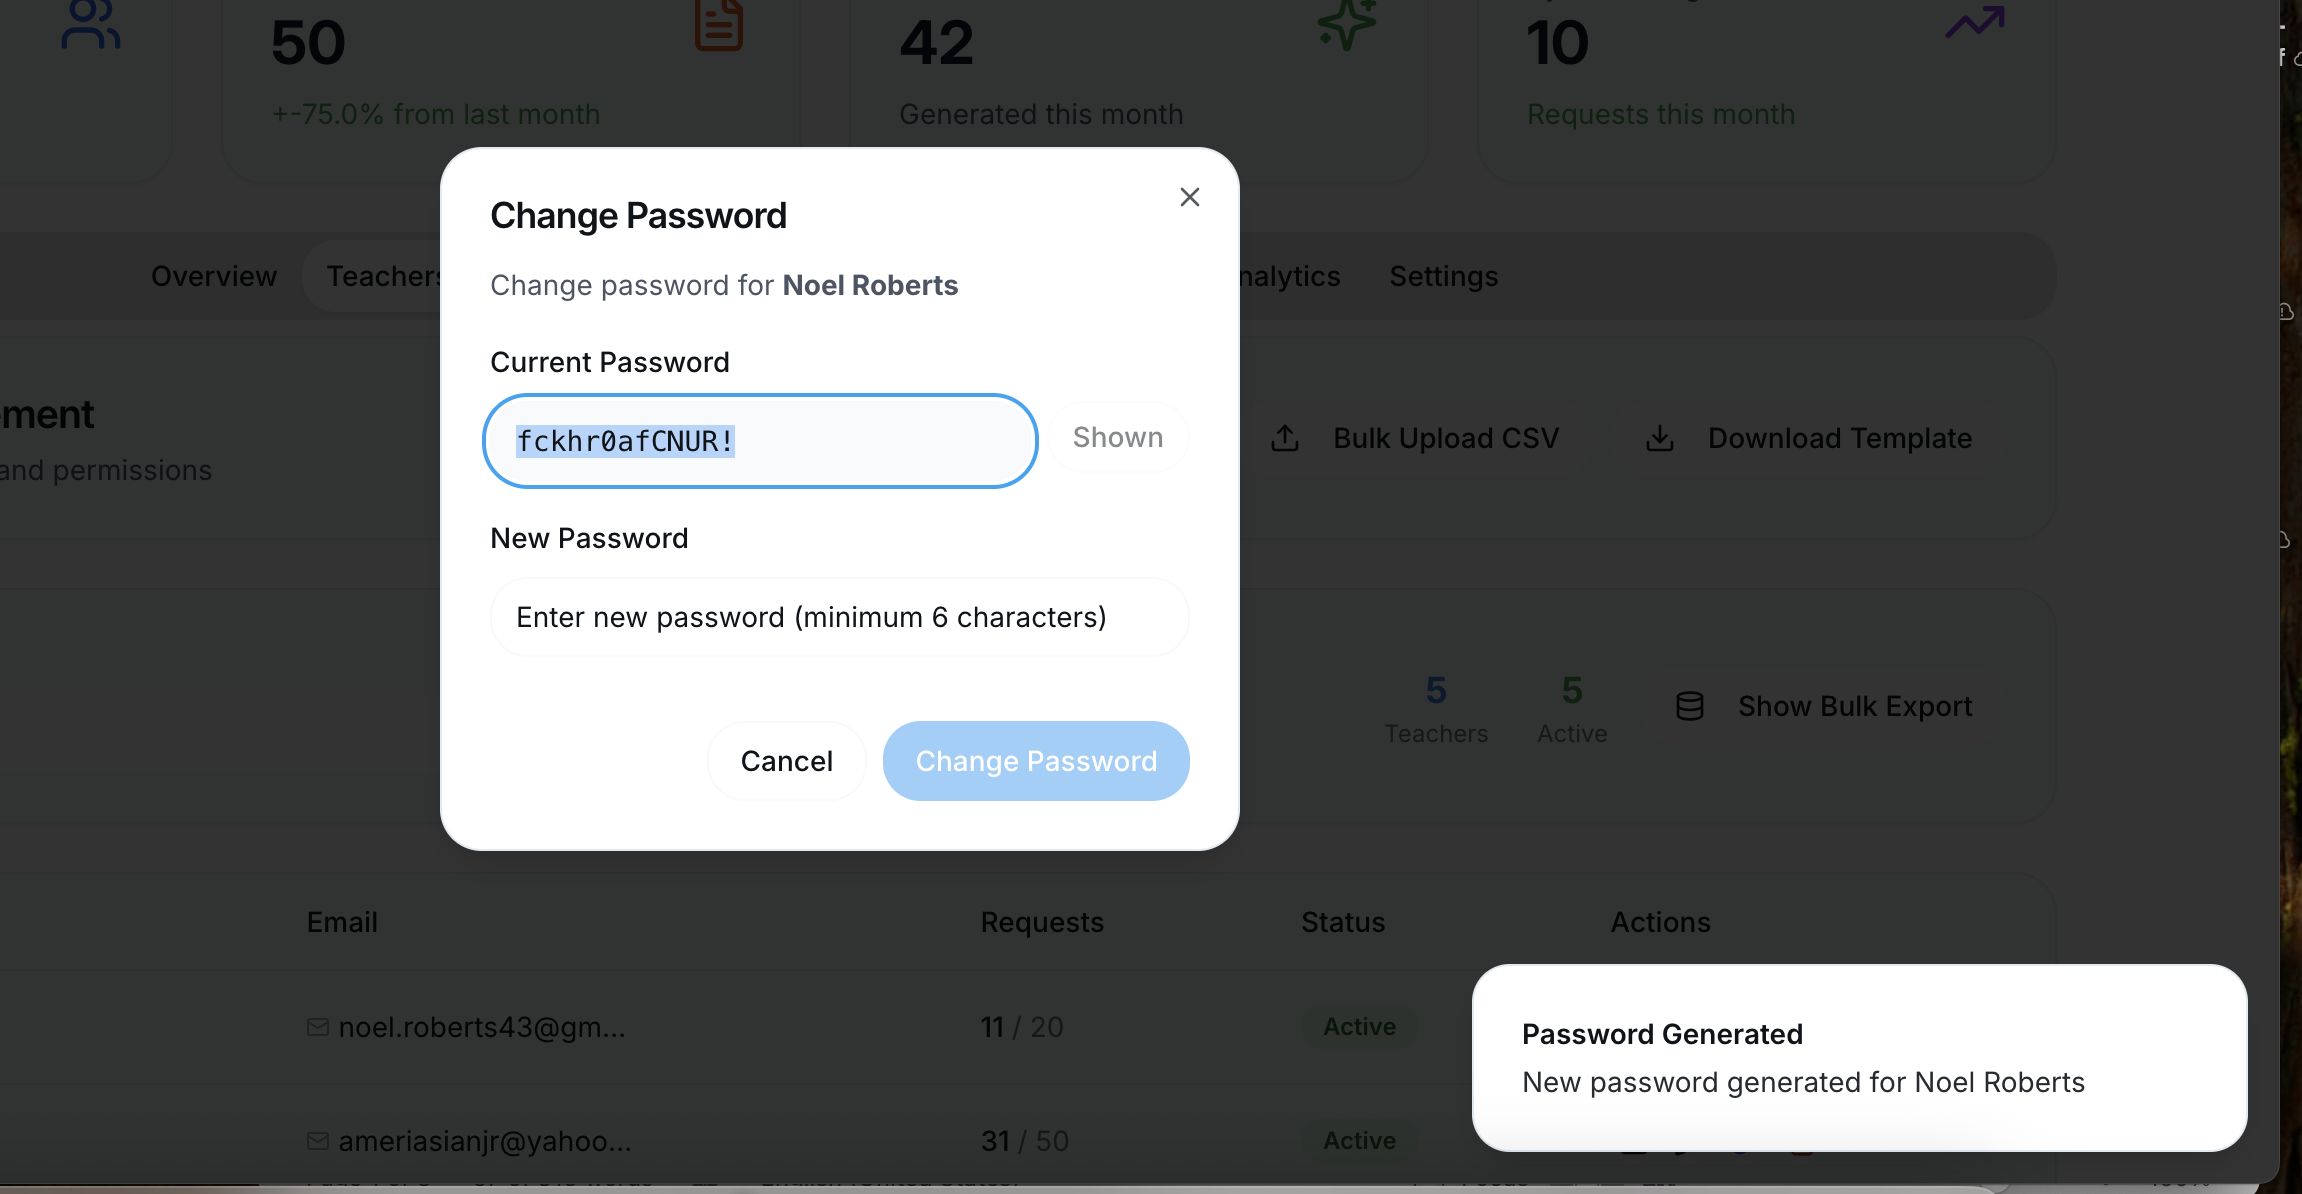 50
42
10
+-75.0% from last month
Generated this month
Requests this month
Change Password
Change password for Noel Roberts
Overview
Teachers
nalytics
Settings
Current Password
ement
fckhr0afCNUR!
Shown
Bulk Upload CSV
Download Template
and permissions
New Password
Enter new password (minimum 6 characters)
5
5
Show Bulk Export
Teachers
Active
Cancel
Change Password
Email
Requests
Status
Actions
noel.roberts43@gm...
11 / 20
Active
Password Generated
New password generated for Noel Roberts
ameriasianjr@yahoo...
31 / 50
Active